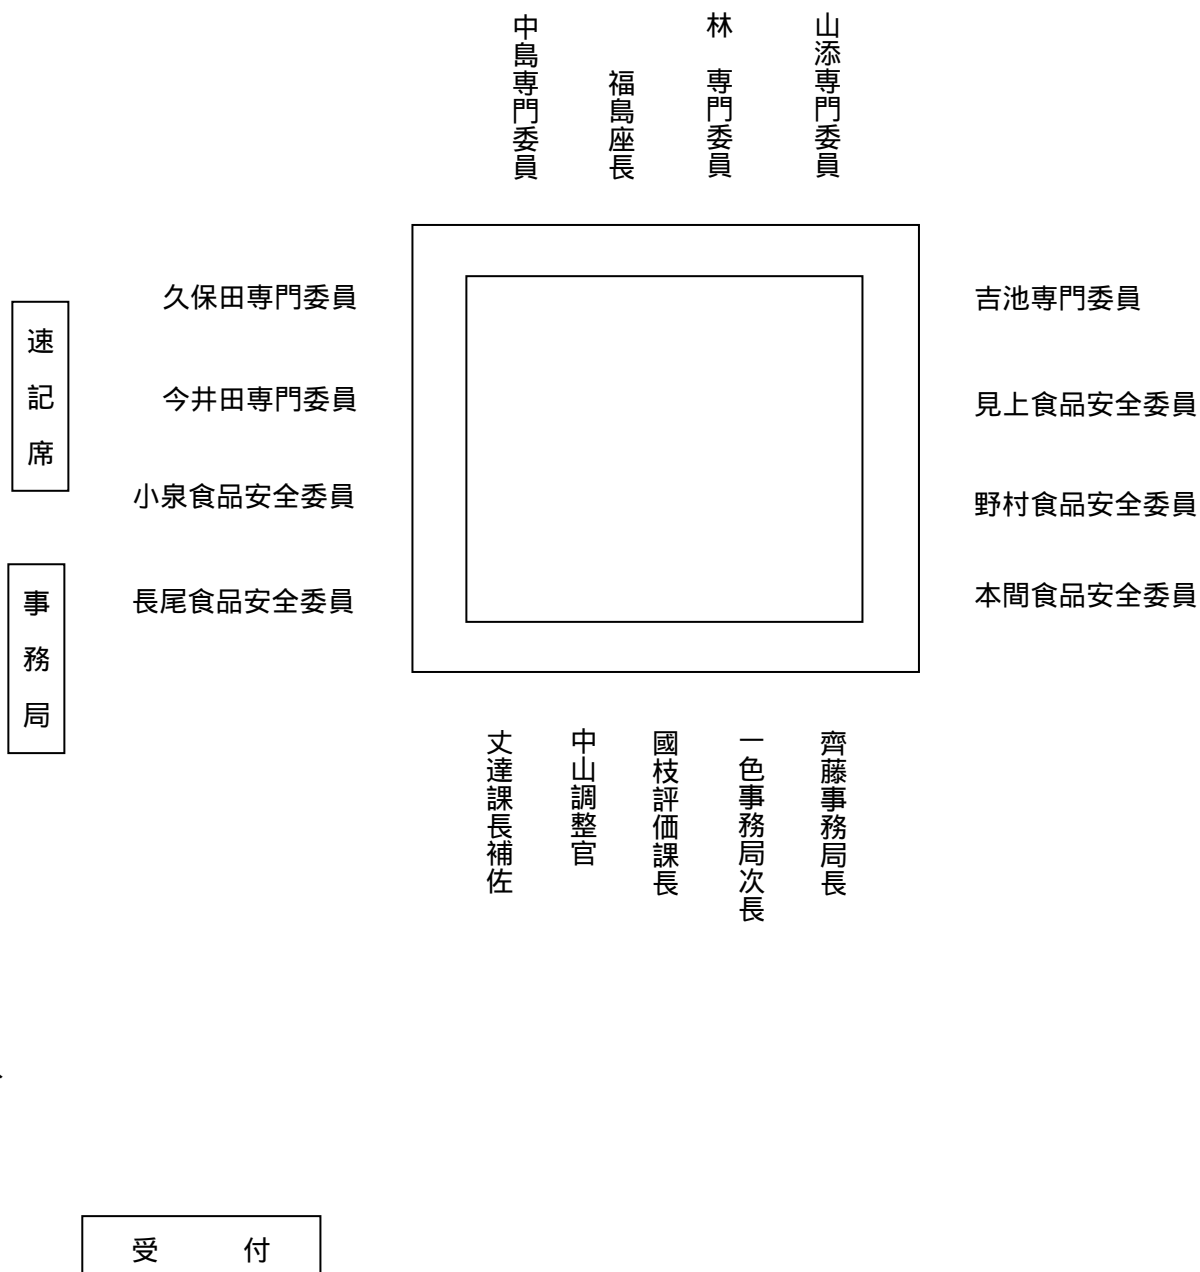 中島専門委員
福島座長
林　専門委員
山添専門委員
久保田専門委員
今井田専門委員
小泉食品安全委員
長尾食品安全委員
吉池専門委員
見上食品安全委員
野村食品安全委員
本間食品安全委員
速記席
事務局
丈達課長補佐
中山調整官
國枝評価課長
一色事務局次長
齊藤事務局長
受　付